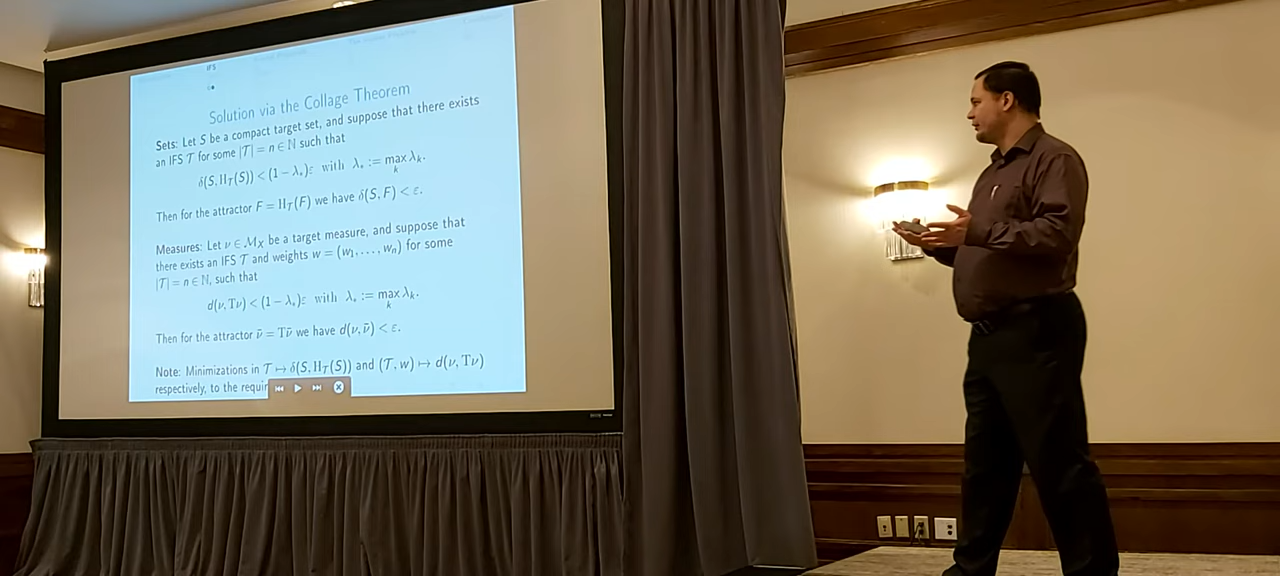 IFS
Solution via the Collage Theorem
Sets: Let S be a compact target set, and suppose that there exists
an IFS 𝒯 for some |𝒯| = n ∈ ℕ such that
δ(S, H_𝒯(S)) < (1 − λ_*)ε with λ_* := max_k λ_k.
Then for the attractor F = H_𝒯(F) we have δ(S, F) < ε.
Measures: Let ν ∈ ℳ_X be a target measure, and suppose that
there exists an IFS 𝒯 and weights w = (w₁, . . . , wₙ) for some
|𝒯| = n ∈ ℕ, such that
d(ν, Tν) < (1 − λ_*)ε with λ_* := max_k λ_k.
Then for the attractor ν̄ = Tν̄ we have d(ν, ν̄) < ε.
Note: Minimizations in 𝒯 ↦ δ(S, H_𝒯(S)) and (𝒯, w) ↦ d(ν, Tν)
respectively, to the requir